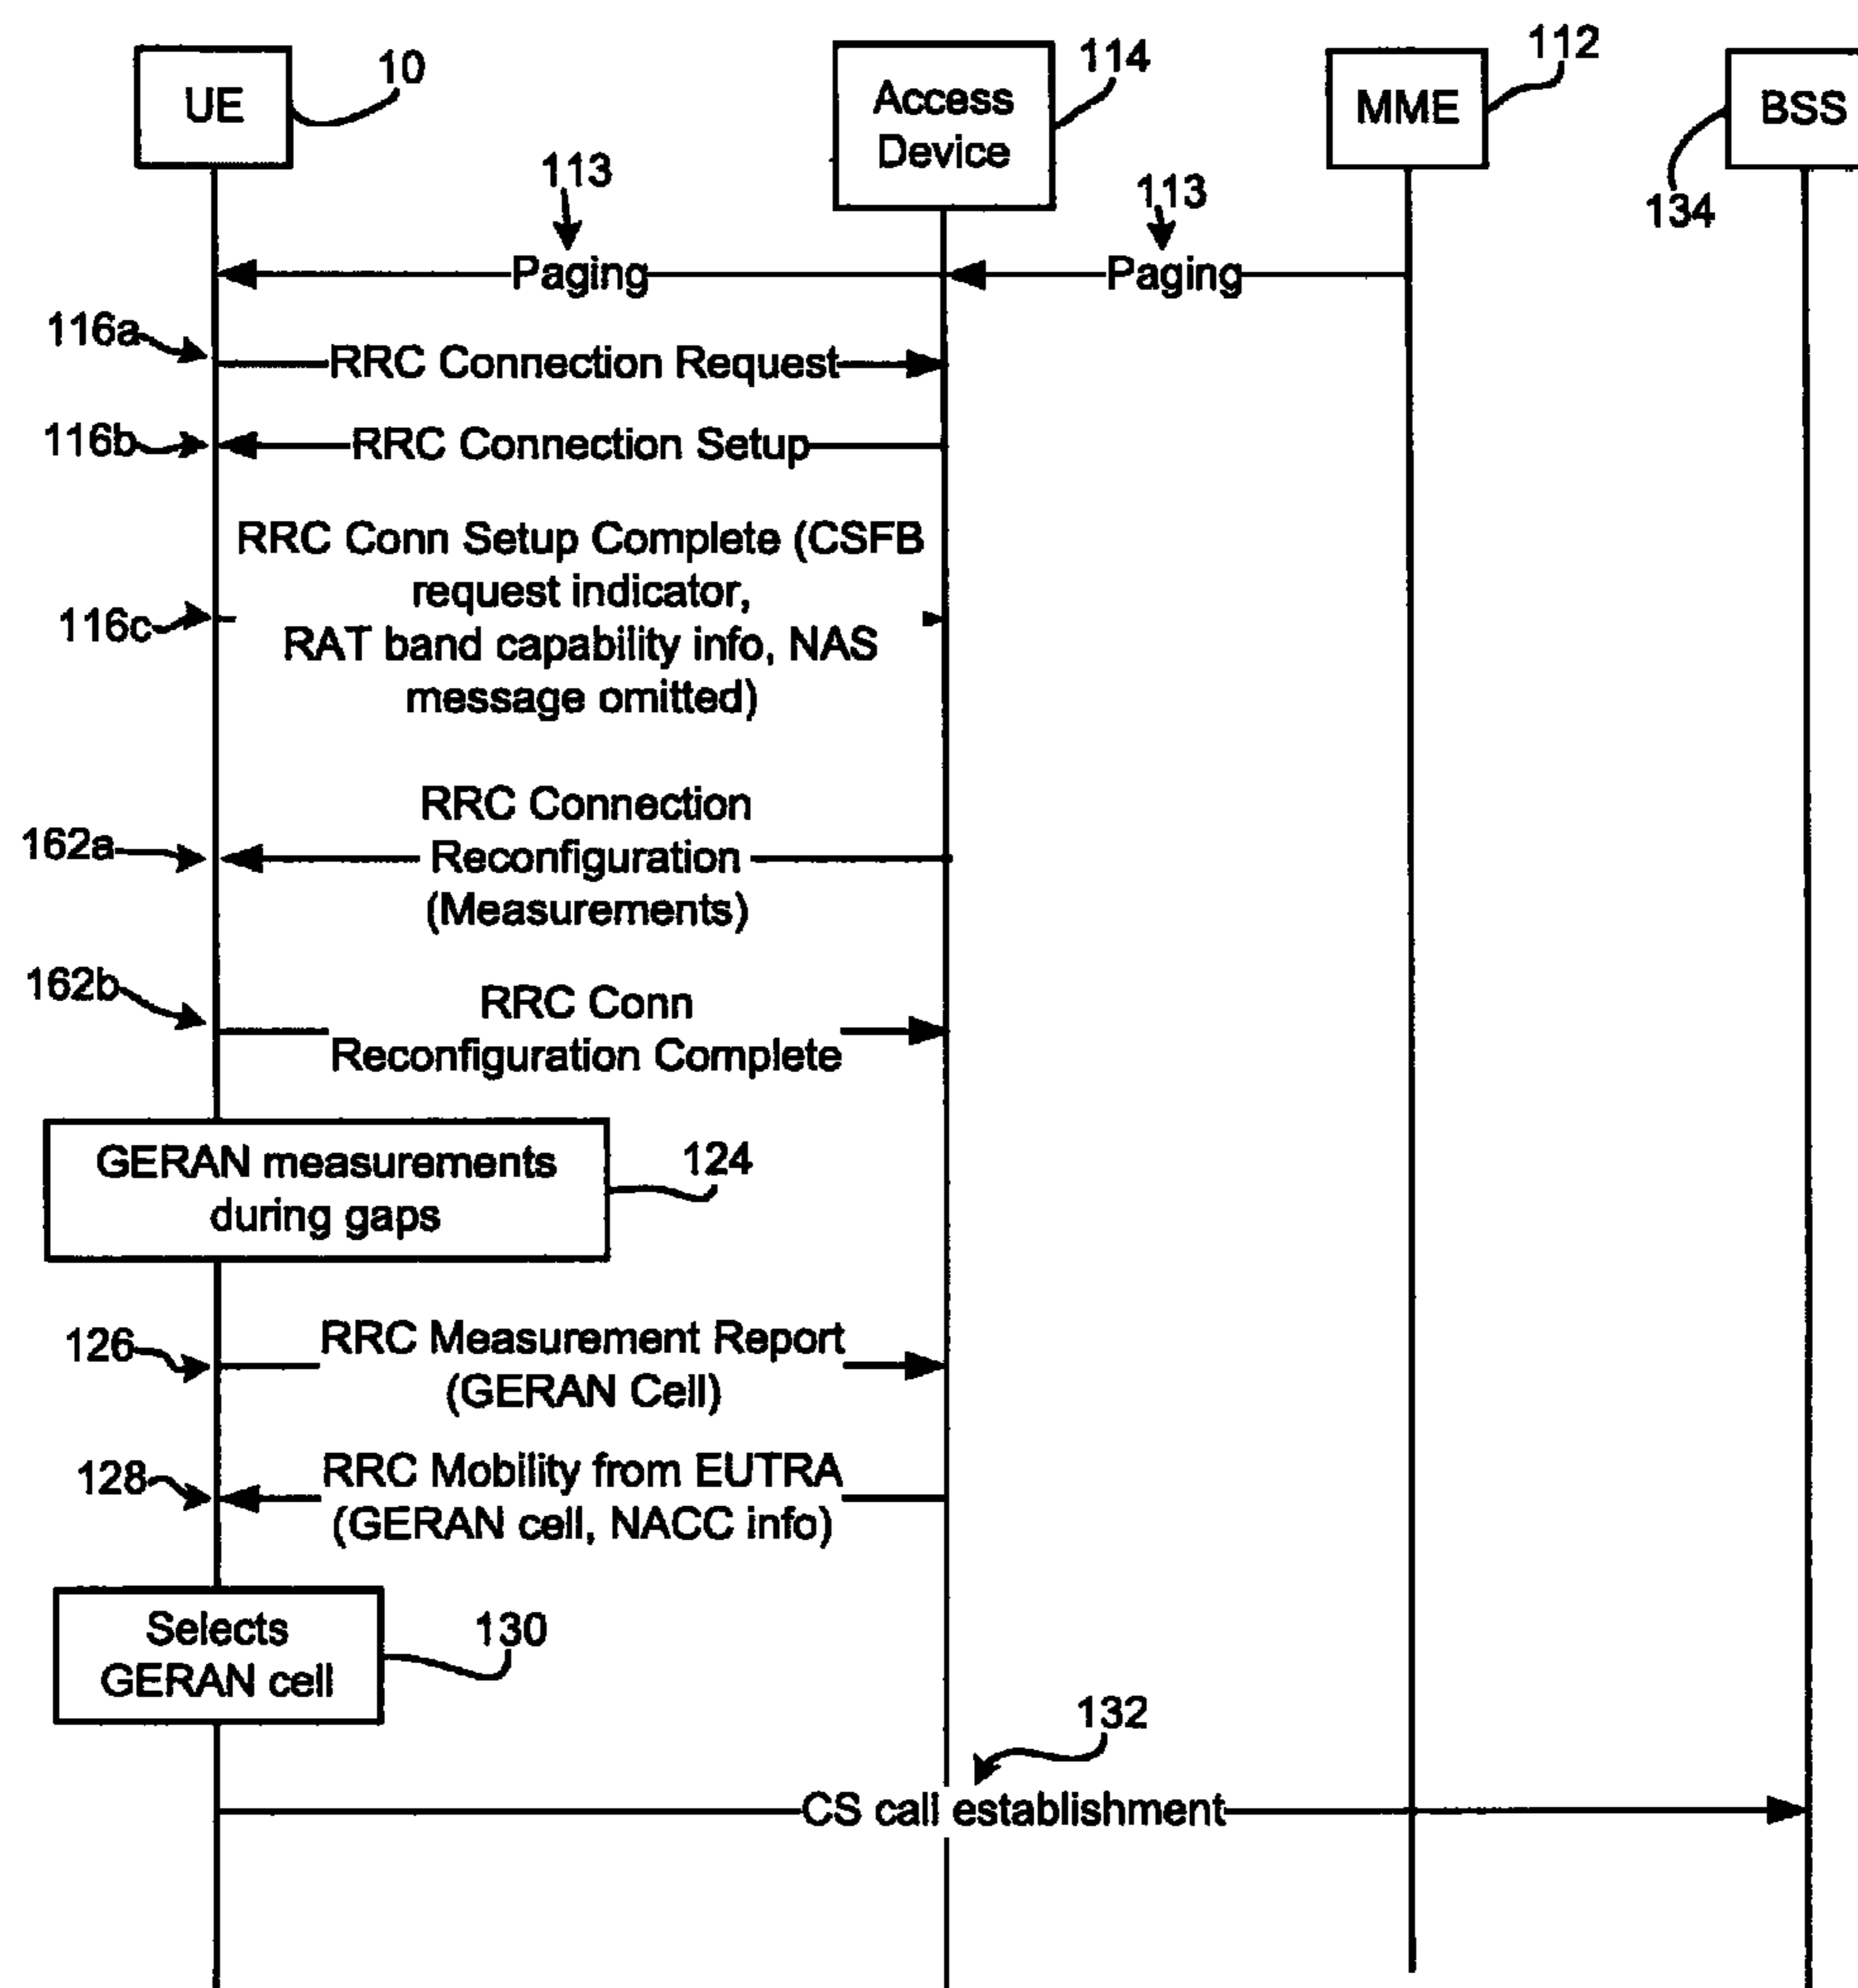 UE
10
Access
Device
114
MME
112
BSS
134
113
113
Paging
Paging
116a
RRC Connection Request
116b
RRC Connection Setup
116c
RRC Conn Setup Complete (CSFB
request indicator,
RAT band capability info, NAS
message omitted)
162a
RRC Connection
Reconfiguration
(Measurements)
162b
RRC Conn
Reconfiguration Complete
GERAN measurements
during gaps
124
126
RRC Measurement Report
(GERAN Cell)
128
RRC Mobility from EUTRA
(GERAN cell, NACC info)
Selects
GERAN cell
130
132
CS call establishment